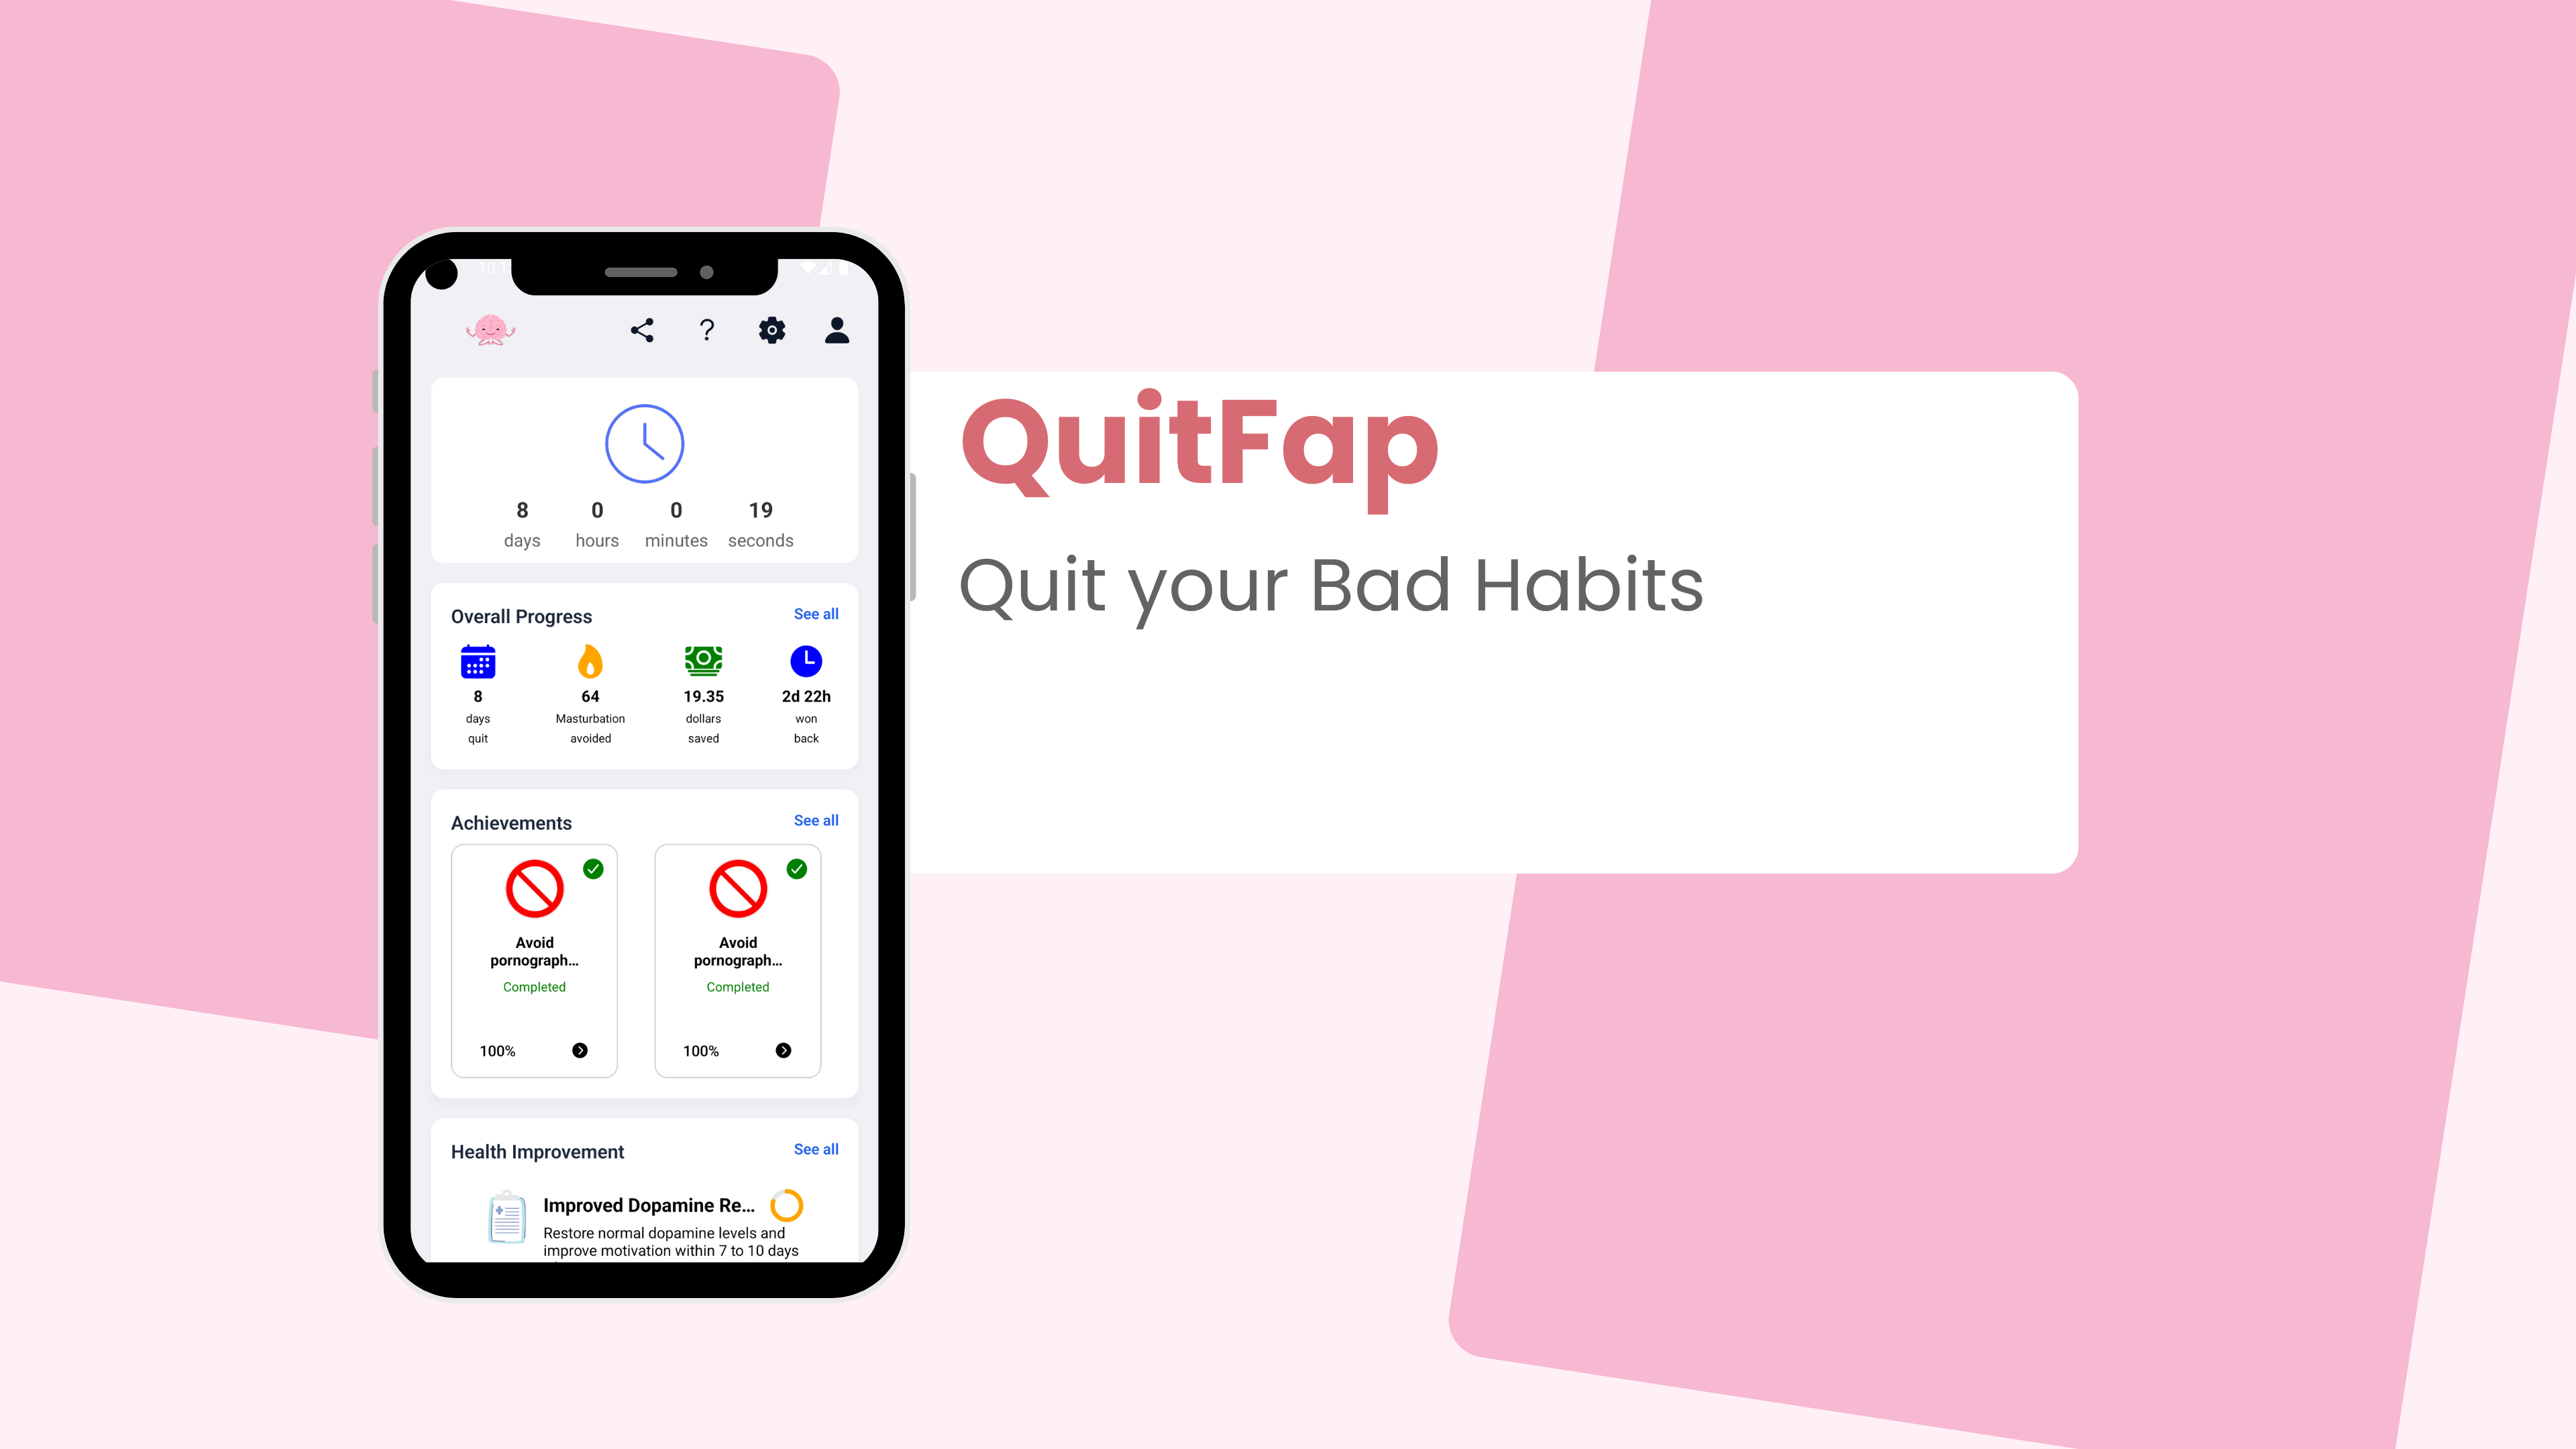 QuitFap
Quit your Bad Habits
8 0 0 19
days hours minutes seconds
Overall Progress See all
8 64 19.35 2d 22h
days Masturbation dollars won
quit avoided saved back
Achievements See all
Avoid Avoid
pornograph... pornograph...
Completed Completed
100% 100%
Health Improvement See all
Improved Dopamine Re...
Restore normal dopamine levels and
improve motivation within 7 to 10 days